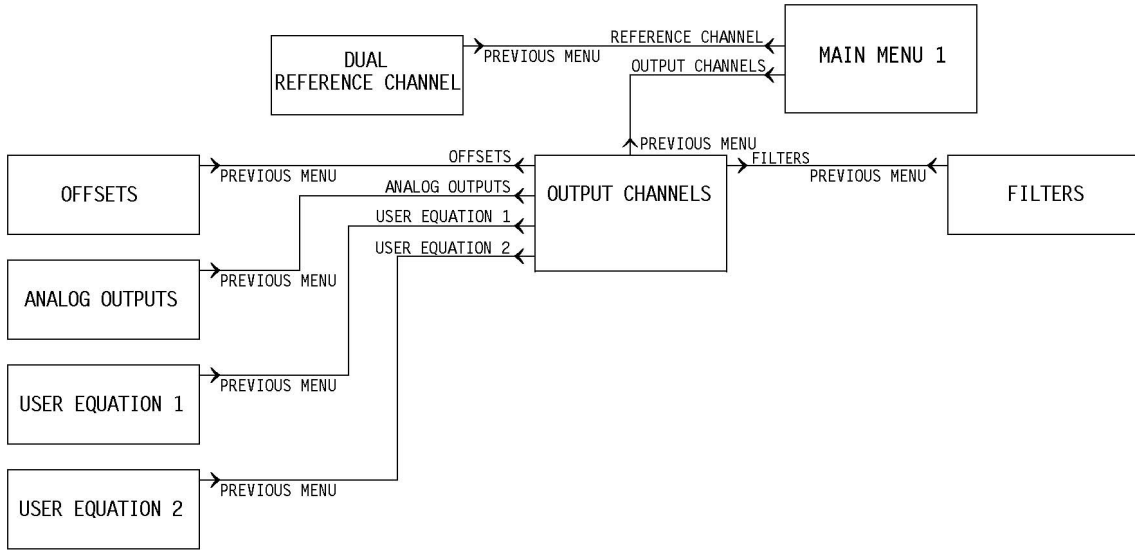 REFERENCE CHANNEL
DUAL
REFERENCE CHANNEL
PREVIOUS MENU
MAIN MENU 1
OUTPUT CHANNELS
PREVIOUS MENU
OFFSETS
FILTERS
OFFSETS
PREVIOUS MENU
ANALOG OUTPUTS
OUTPUT CHANNELS
PREVIOUS MENU
FILTERS
USER EQUATION 1
USER EQUATION 2
ANALOG OUTPUTS
PREVIOUS MENU
USER EQUATION 1
PREVIOUS MENU
USER EQUATION 2
PREVIOUS MENU